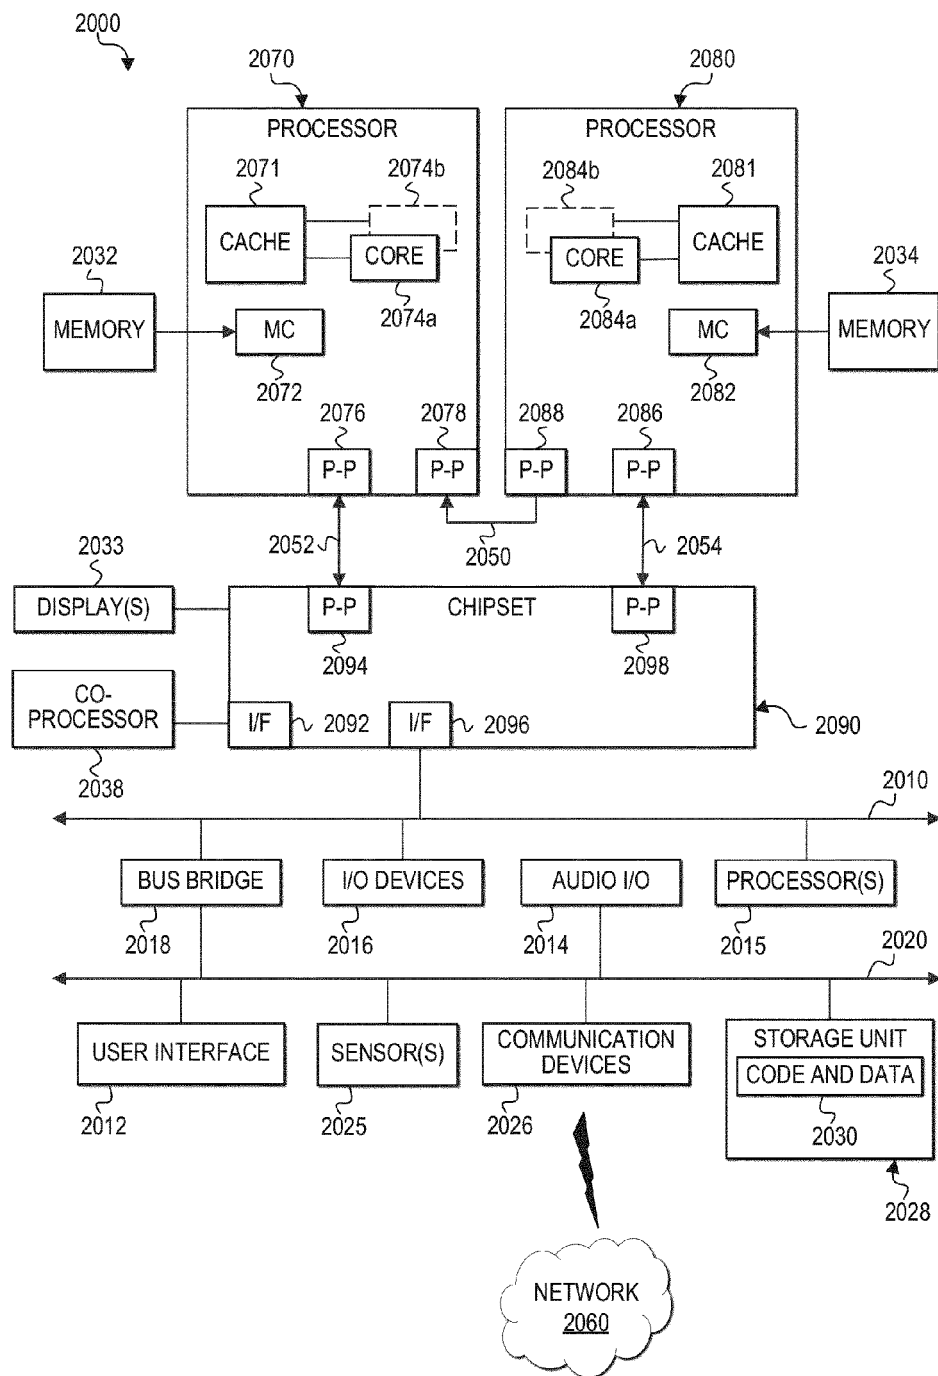 2000
2070
2080
PROCESSOR
PROCESSOR
2071
2074b
2084b
2081
CACHE
CORE
CORE
CACHE
2032
2034
2074a
2084a
MEMORY
MC
MC
MEMORY
2072
2082
2076
2078
2088
2086
P-P
P-P
P-P
P-P
2052
2050
2054
2033
DISPLAY(S)
P-P
CHIPSET
P-P
2094
2098
CO-
PROCESSOR
I/F
2092
I/F
2096
2090
2038
2010
BUS BRIDGE
I/O DEVICES
AUDIO I/O
PROCESSOR(S)
2018
2016
2014
2015
2020
USER INTERFACE
SENSOR(S)
COMMUNICATION
DEVICES
STORAGE UNIT
CODE AND DATA
2012
2025
2026
2030
2028
NETWORK
2060